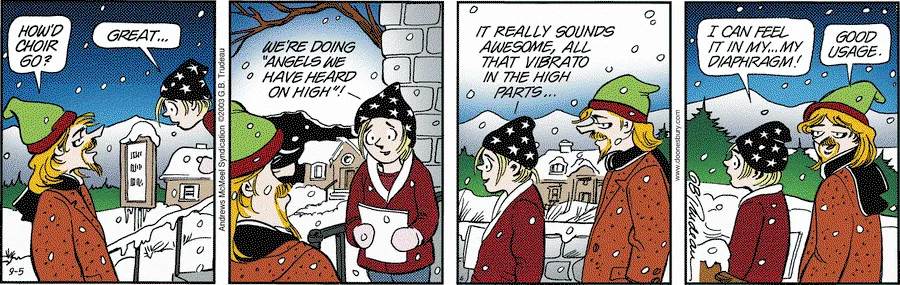 HOW'D
CHOIR
GO?
GREAT...
Andrews McMeel Syndication ©2003 G.B. Trudeau
WE'RE DOING
"ANGELS WE
HAVE HEARD
ON HIGH"!
IT REALLY SOUNDS
AWESOME, ALL
THAT VIBRATO
IN THE HIGH
PARTS...
www.doonesbury.com
I CAN FEEL
IT IN MY...MY
DIAPHRAGM!
GOOD
USAGE.
GBTrudeau
9-5